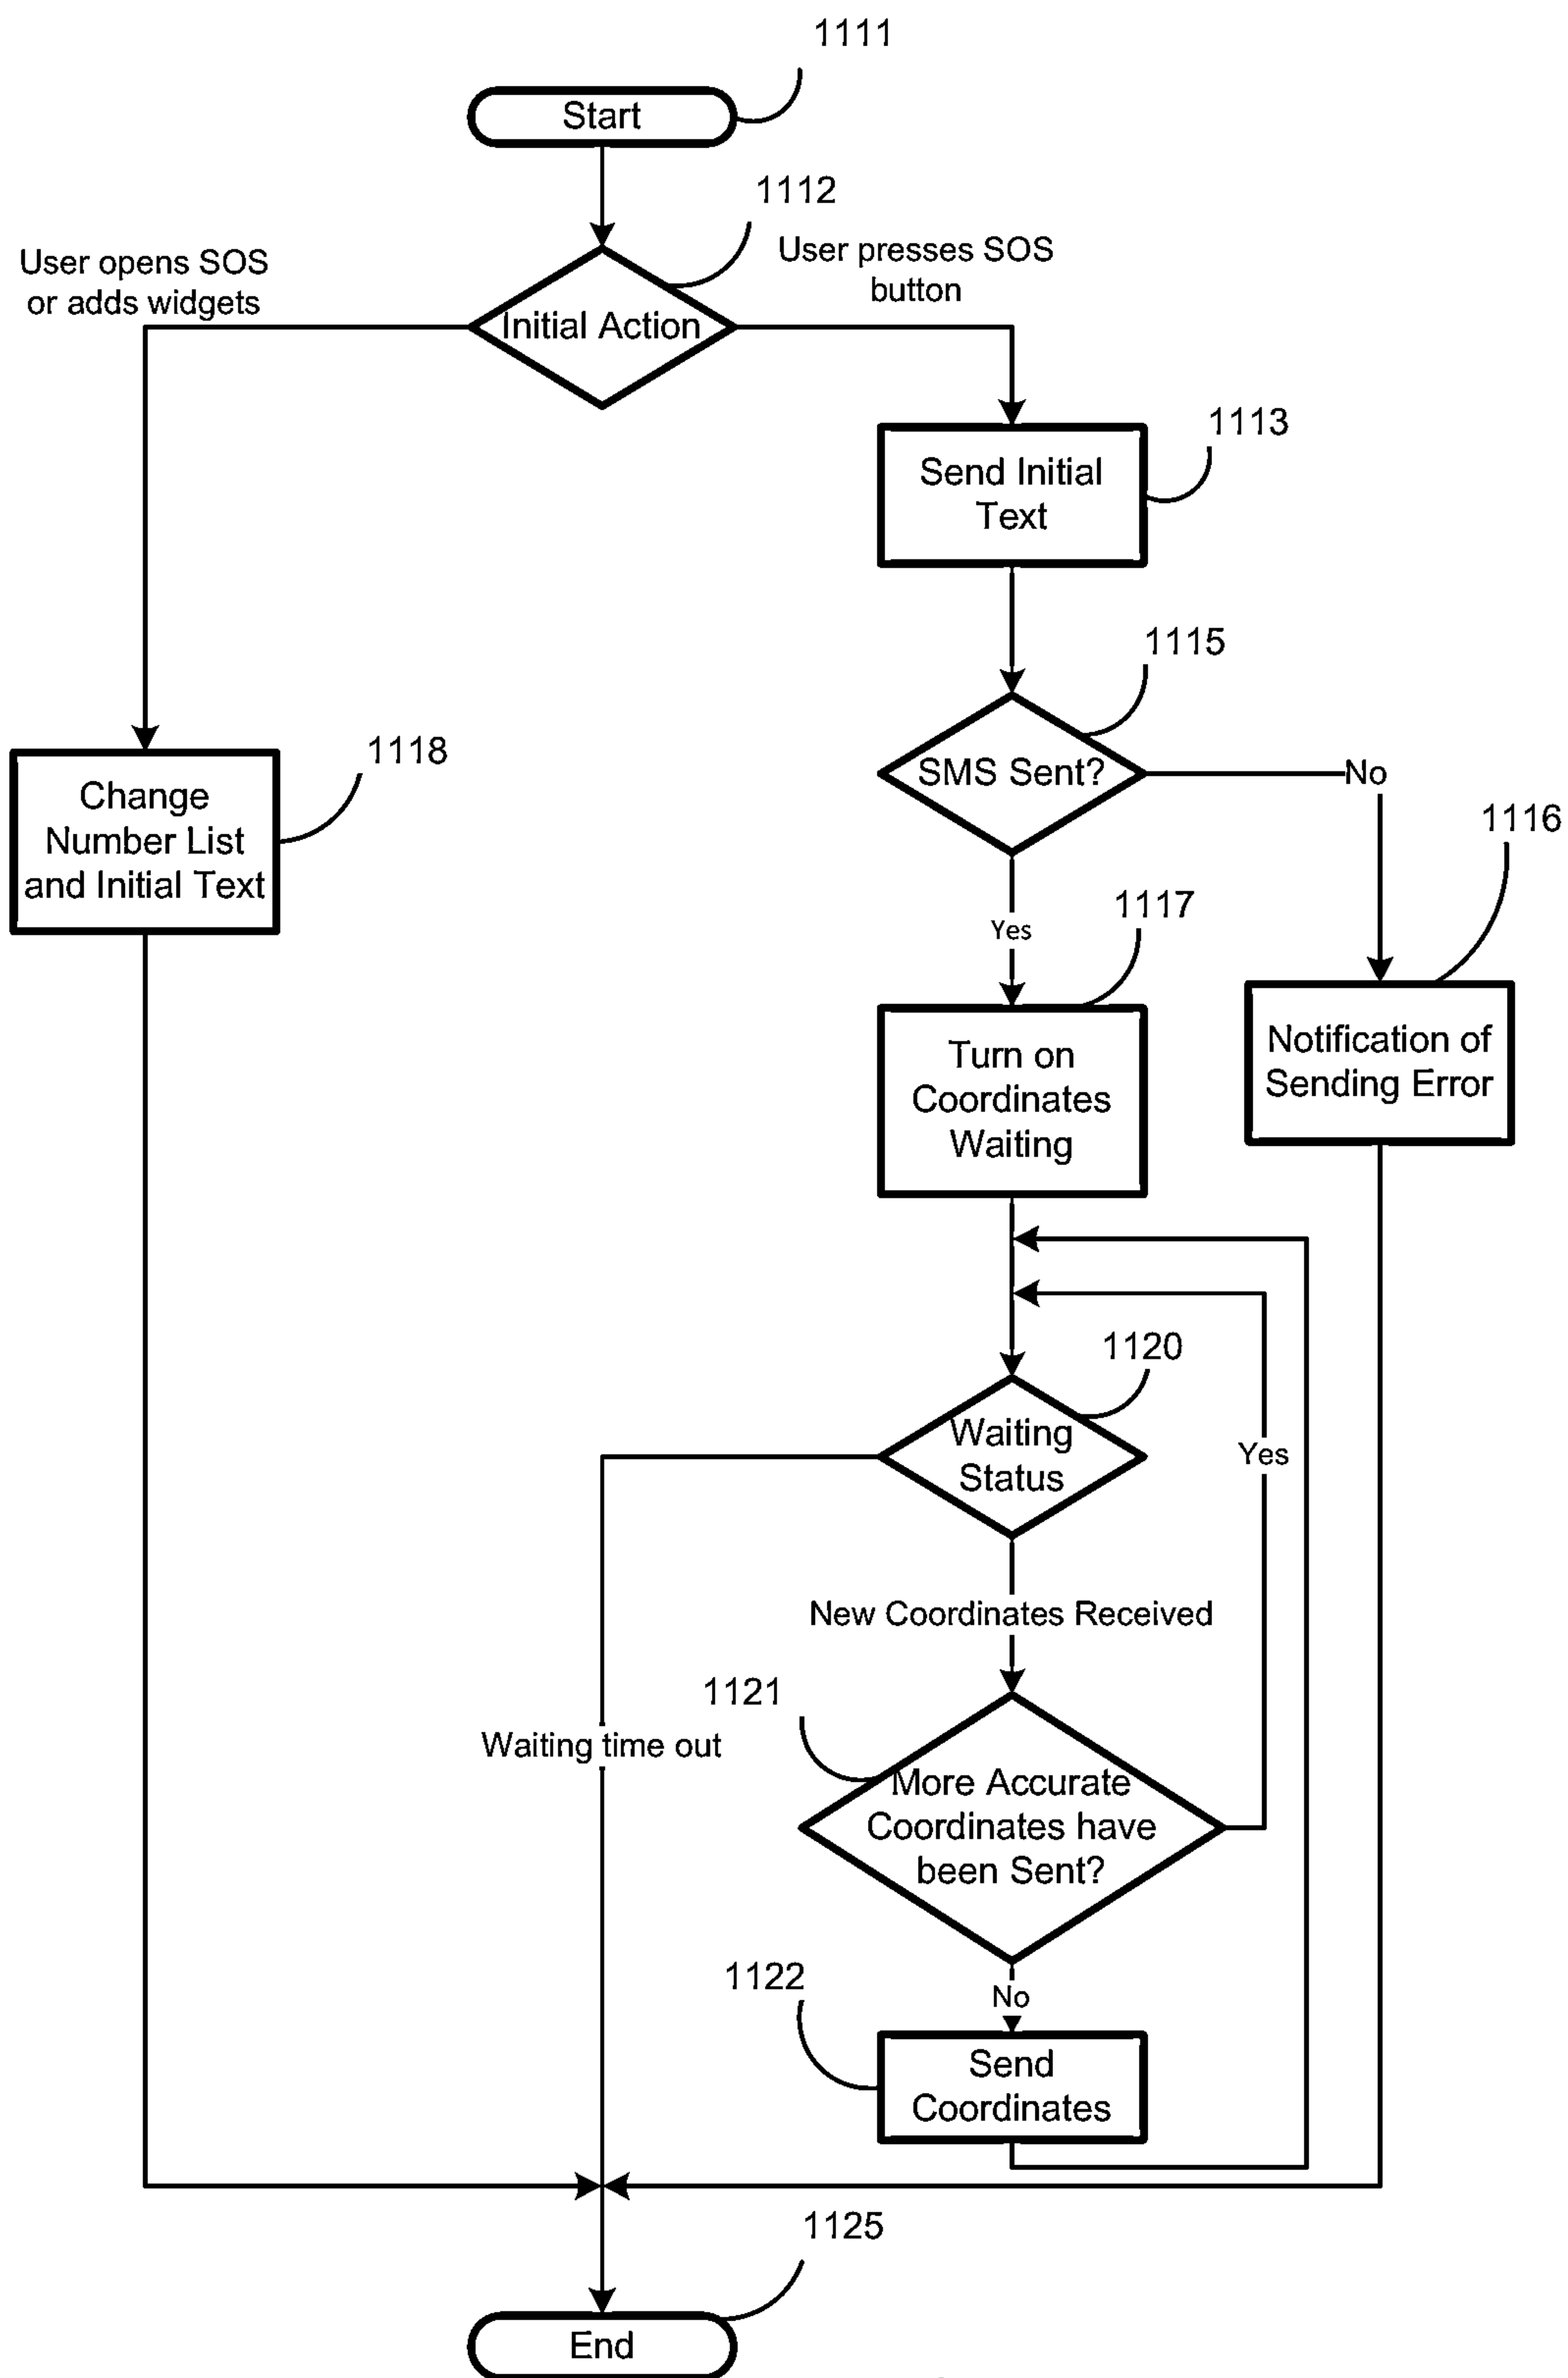 1111
Start
1112
User opens SOS
or adds widgets
User presses SOS
button
Initial Action
1113
Send Initial
Text
1115
SMS Sent?
No
1118
Change
Number List
and Initial Text
1116
1117
Yes
Notification of
Sending Error
Turn on
Coordinates
Waiting
1120
Waiting
Status
Yes
New Coordinates Received
1121
Waiting time out
More Accurate
Coordinates have
been Sent?
1122
No
Send
Coordinates
1125
End